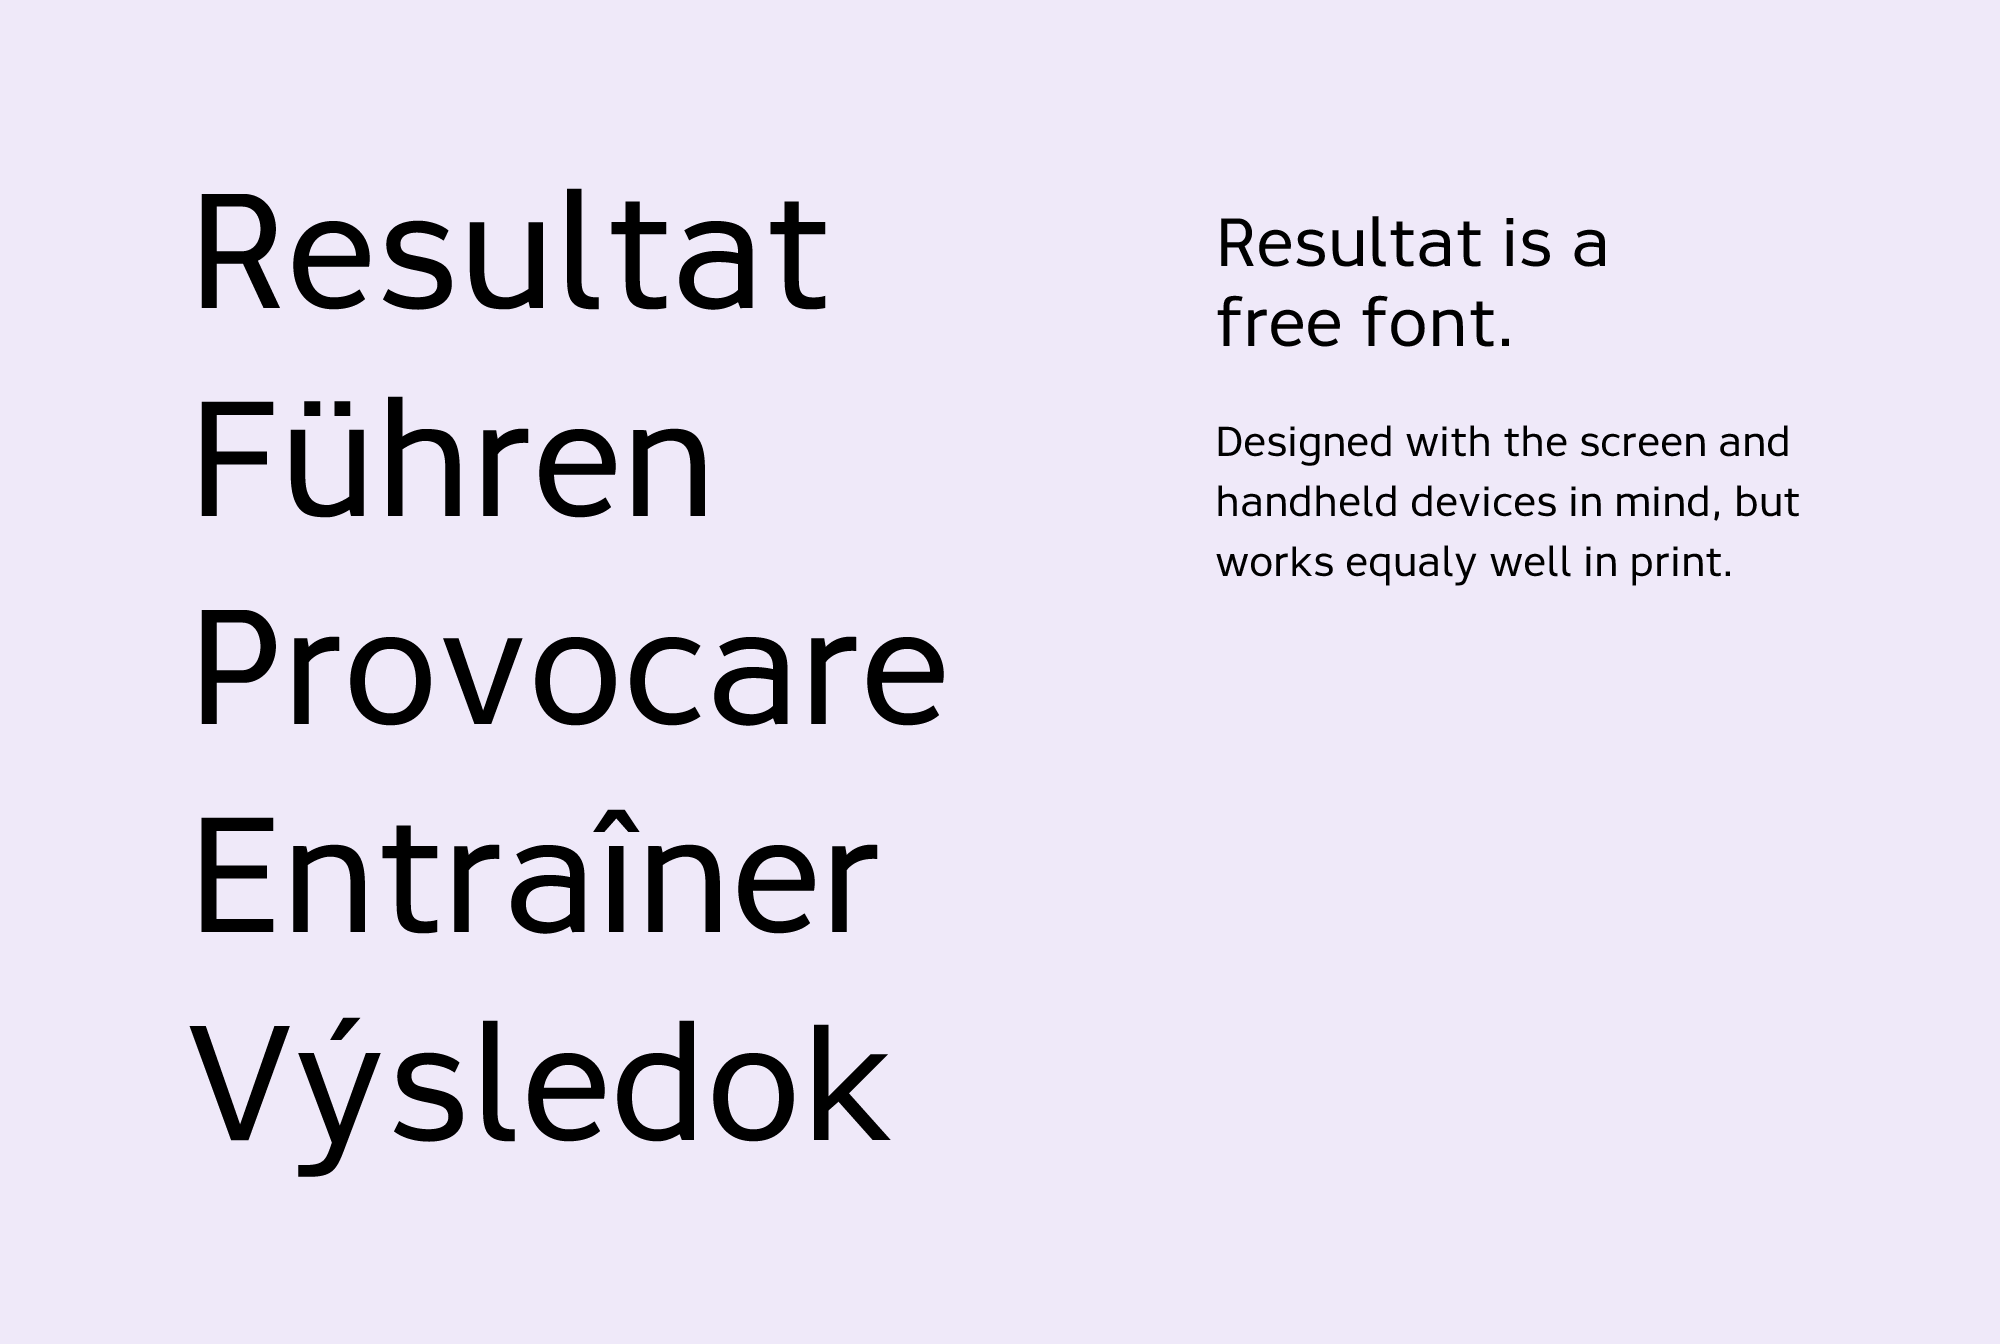 Resultat
Führen
Provocare
Entraîner
Výsledok
Resultat is a
free font.
Designed with the screen and
handheld devices in mind, but
works equaly well in print.